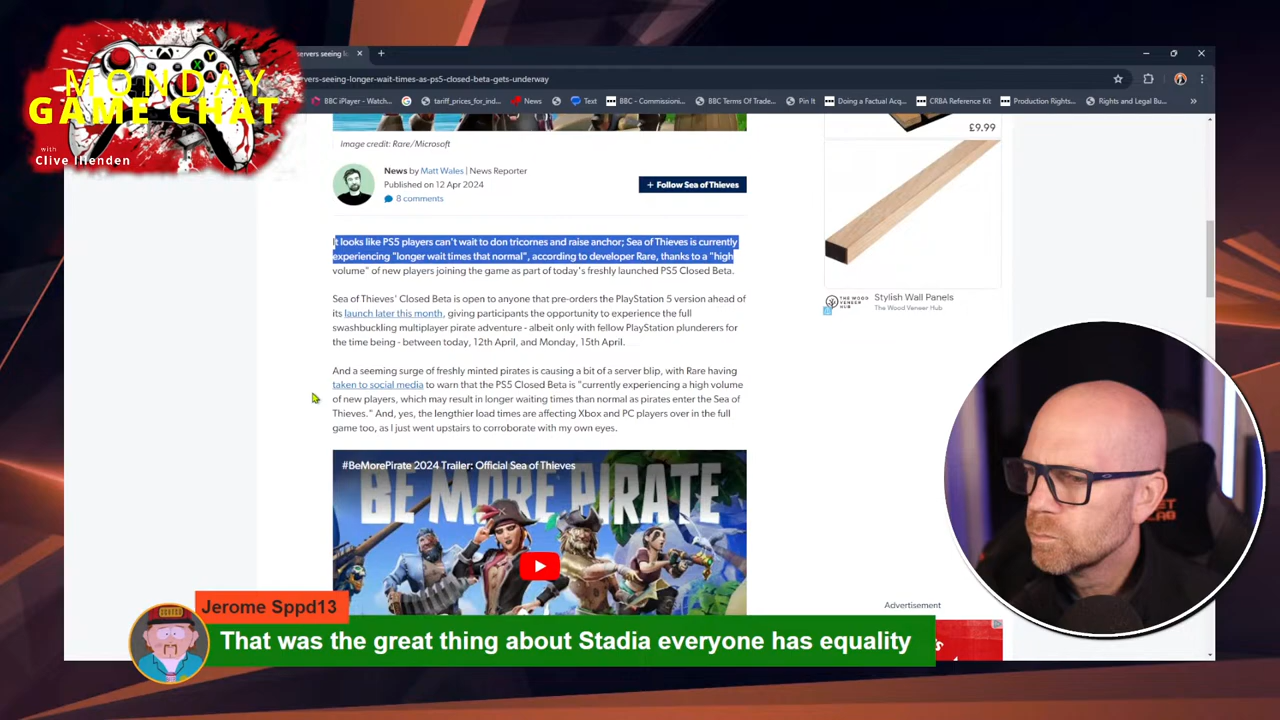 MONDAY
GAME CHAT
with
Clive Illenden
servers seeing lo
rvers-seeing-longer-wait-times-as-ps5-closed-beta-gets-underway
BBC iPlayer - Watch... tariff_prices_for_ind... News Text BBC - Commissioni... BBC Terms Of Trade... Pin It Doing a Factual Acq... CRBA Reference Kit Production Rights... Rights and Legal Bu...
Image credit: Rare/Microsoft
News by Matt Wales | News Reporter
Published on 12 Apr 2024
8 comments
+ Follow Sea of Thieves
It looks like PS5 players can't wait to don tricornes and raise anchor; Sea of Thieves is currently
experiencing "longer wait times that normal", according to developer Rare, thanks to a "high
volume" of new players joining the game as part of today's freshly launched PS5 Closed Beta.
Sea of Thieves' Closed Beta is open to anyone that pre-orders the PlayStation 5 version ahead of
its launch later this month, giving participants the opportunity to experience the full
swashbuckling multiplayer pirate adventure - albeit only with fellow PlayStation plunderers for
the time being - between today, 12th April, and Monday, 15th April.
And a seeming surge of freshly minted pirates is causing a bit of a server blip, with Rare having
taken to social media to warn that the PS5 Closed Beta is "currently experiencing a high volume
of new players, which may result in longer waiting times than normal as pirates enter the Sea of
Thieves." And, yes, the lengthier load times are affecting Xbox and PC players over in the full
game too, as I just went upstairs to corroborate with my own eyes.
#BeMorePirate 2024 Trailer: Official Sea of Thieves
BE MORE PIRATE
£9.99
THE WOOD
VENEER
HUB
Stylish Wall Panels
The Wood Veneer Hub
Advertisement
Jerome Sppd13
That was the great thing about Stadia everyone has equality